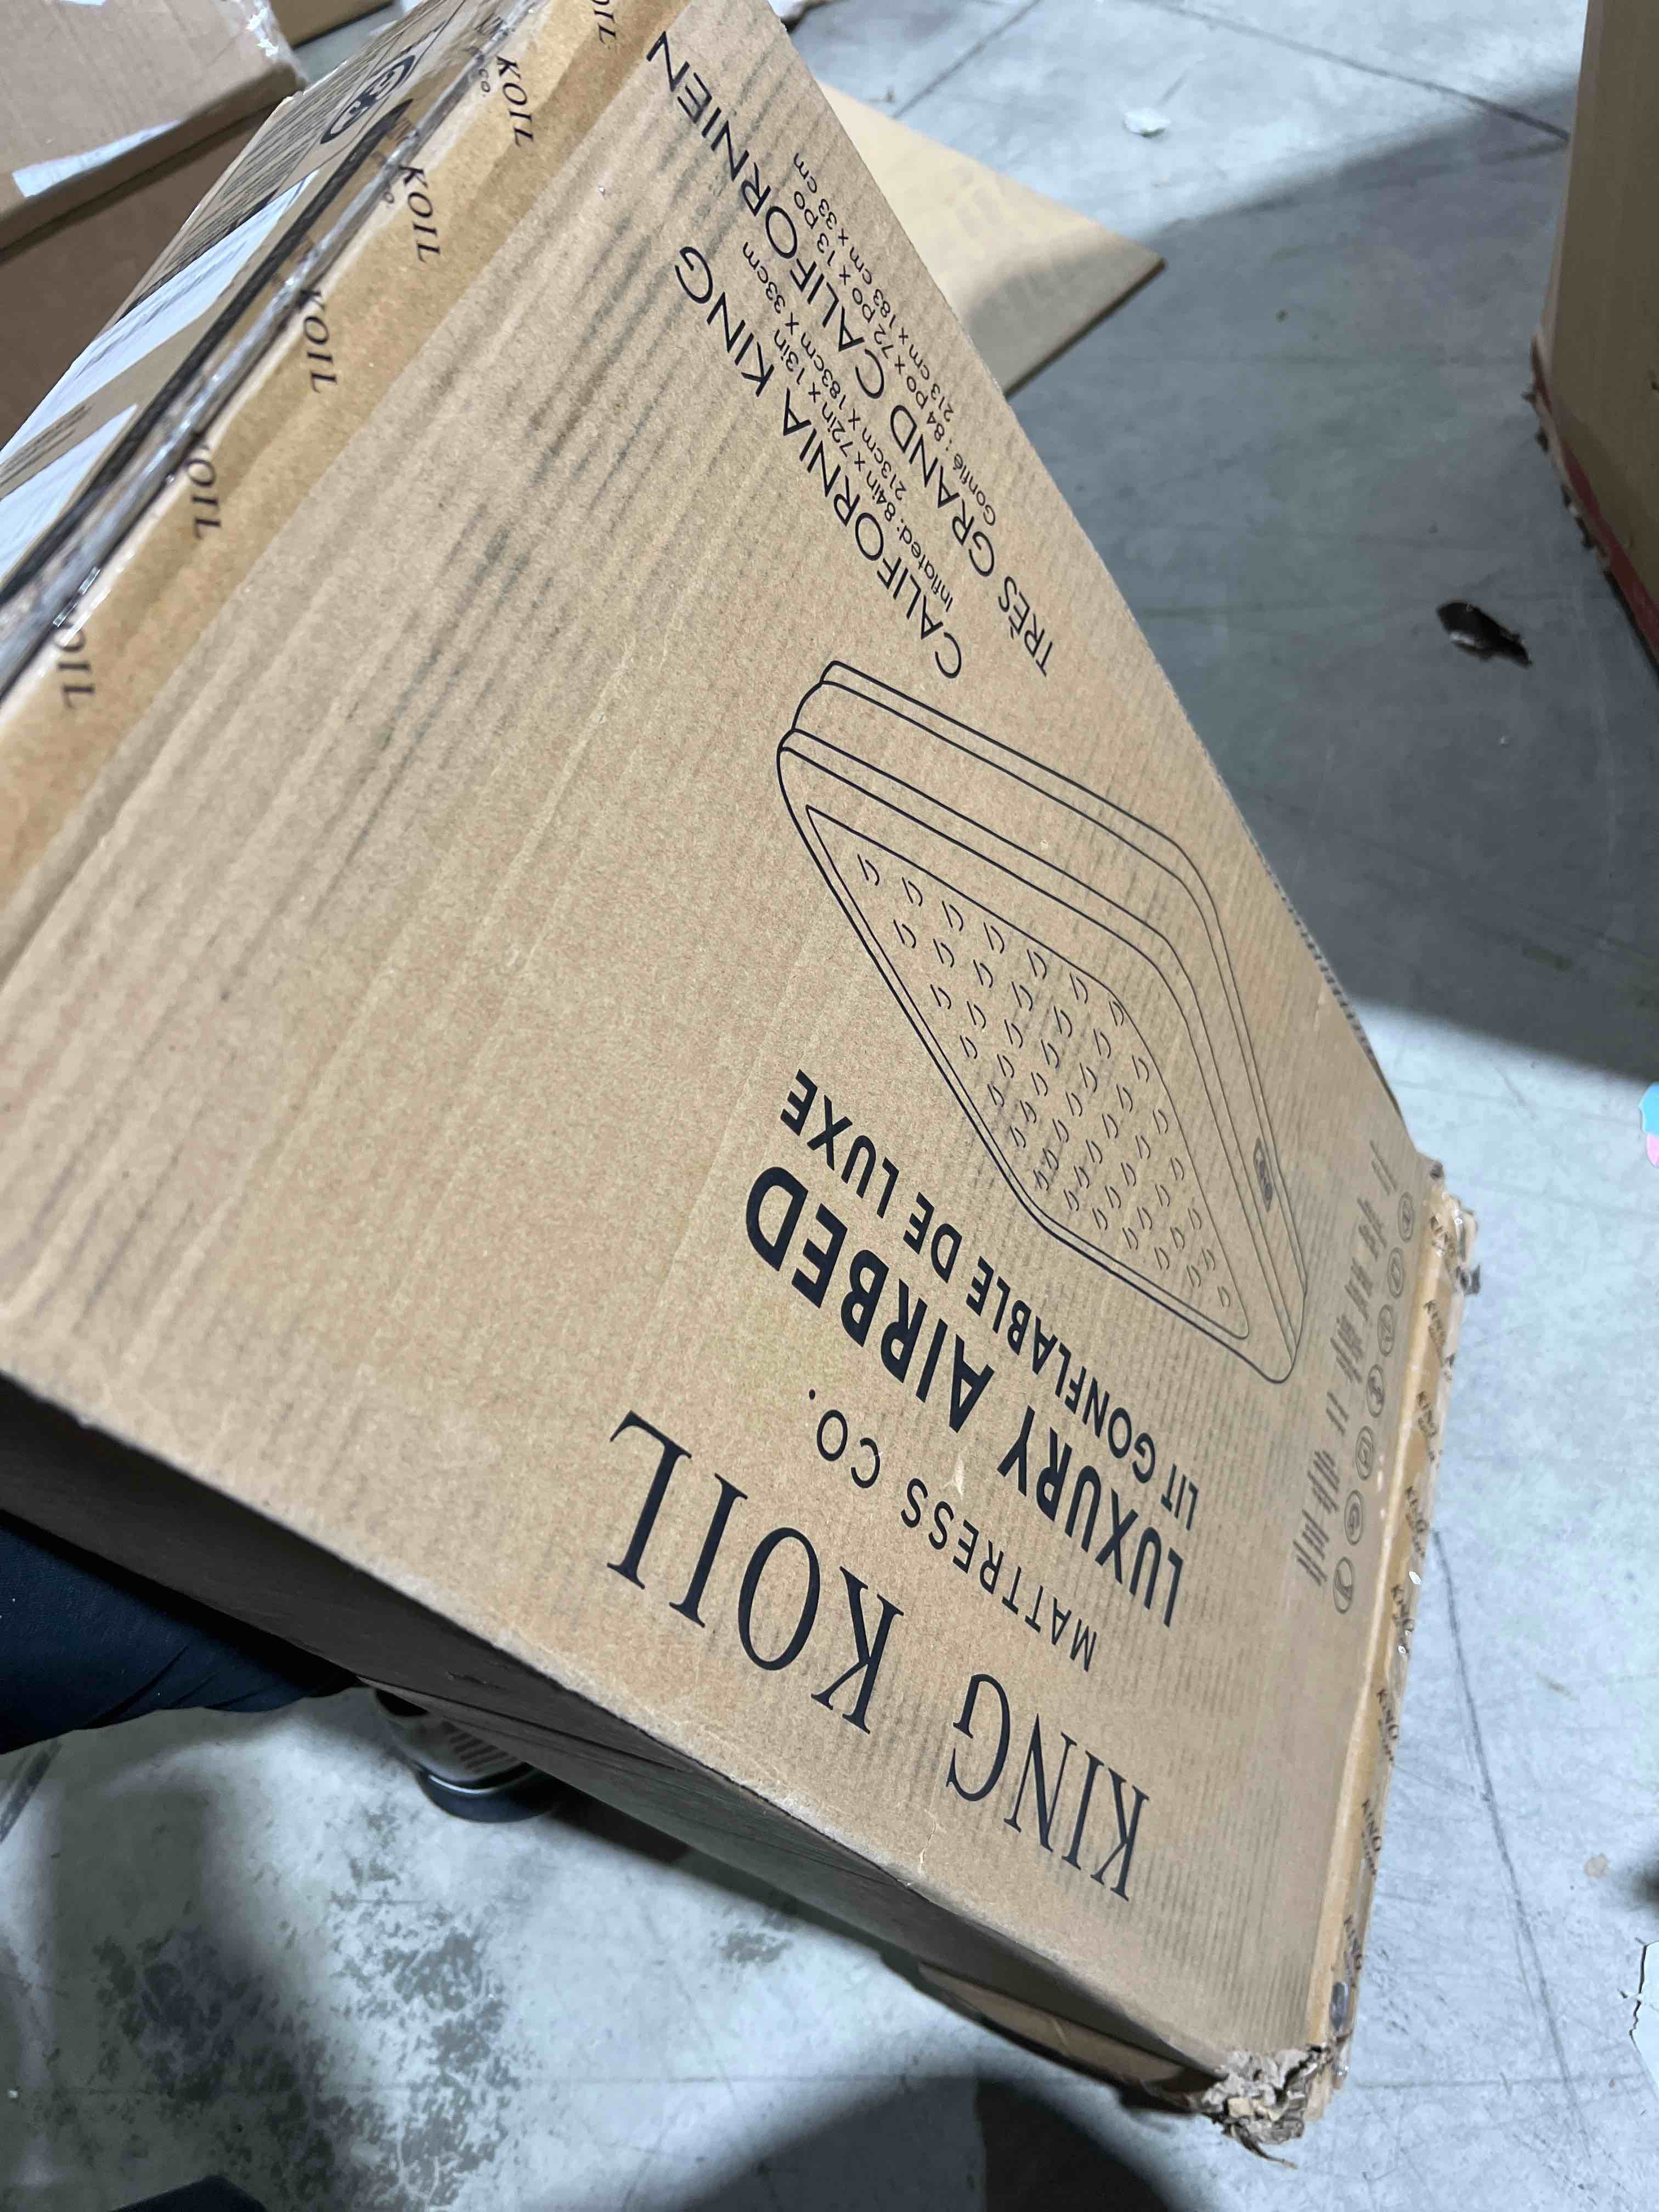 KING KOIL
MATTRESS CO.
LUXURY AIRBED
LIT GONFLABLE DE LUXE
CALIFORNIA KING
Inflated: 84in x 72in x 13in
213cm x 183cm x 33cm
TRÈS GRAND CALIFORNIEN
Gonflé : 84 po x 72 po x 13 po
213 cm x 183 cm x 33 cm
KOIL
KOIL
KOIL